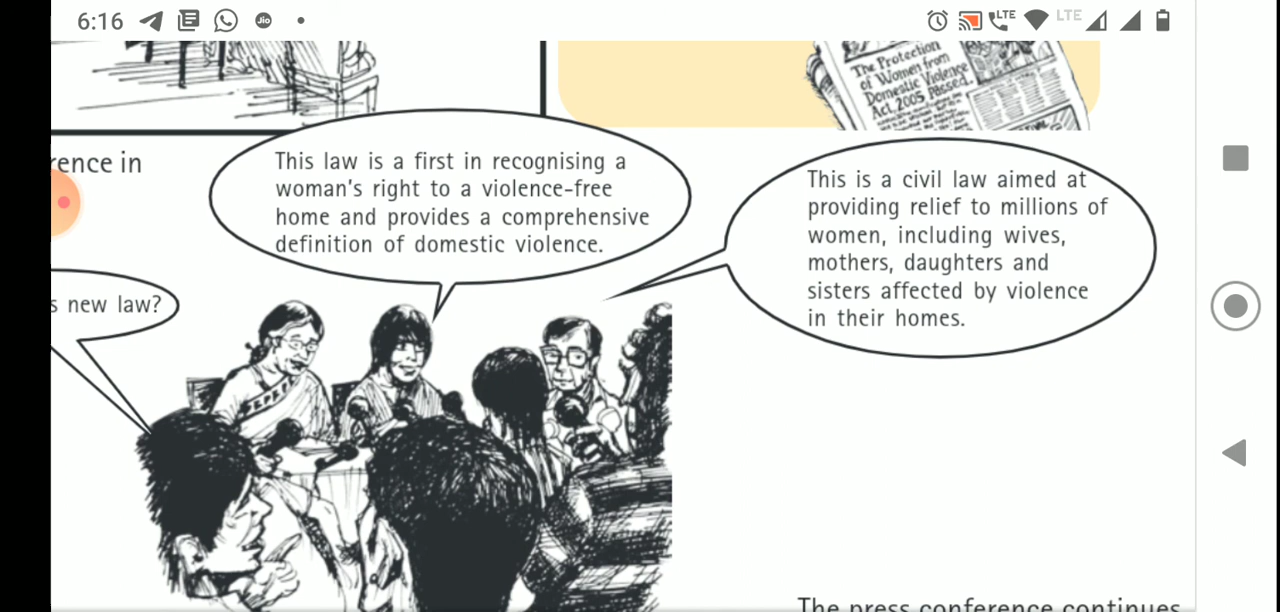 6:16
Jio
LTE
LTE
The Protection
of Women from
Domestic Violence
Act, 2005 Passed.
rence in
This law is a first in recognising a
woman's right to a violence-free
home and provides a comprehensive
definition of domestic violence.
This is a civil law aimed at
providing relief to millions of
women, including wives,
mothers, daughters and
sisters affected by violence
in their homes.
s new law?
The press conference continues